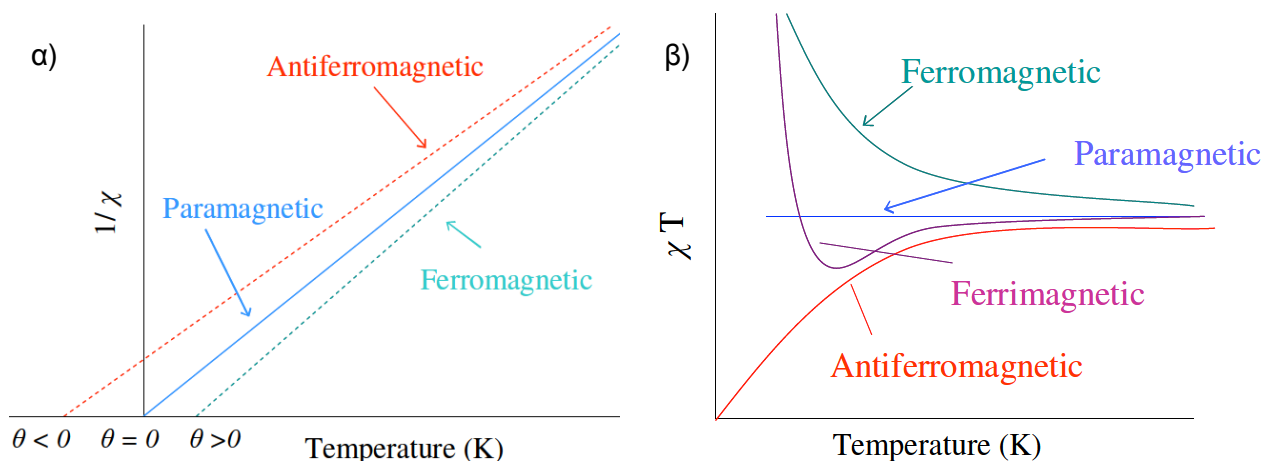 α)
Antiferromagnetic
Paramagnetic
1/ χ
Ferromagnetic
θ < 0
θ = 0
θ >0
Temperature (K)
β)
Ferromagnetic
Paramagnetic
χ T
Ferrimagnetic
Antiferromagnetic
Temperature (K)